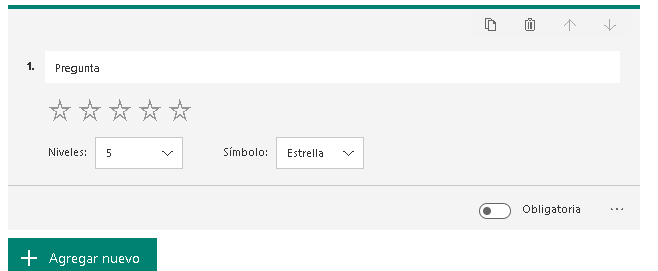 1. Pregunta
Niveles: 5 Símbolo: Estrella
Obligatoria
Agregar nuevo